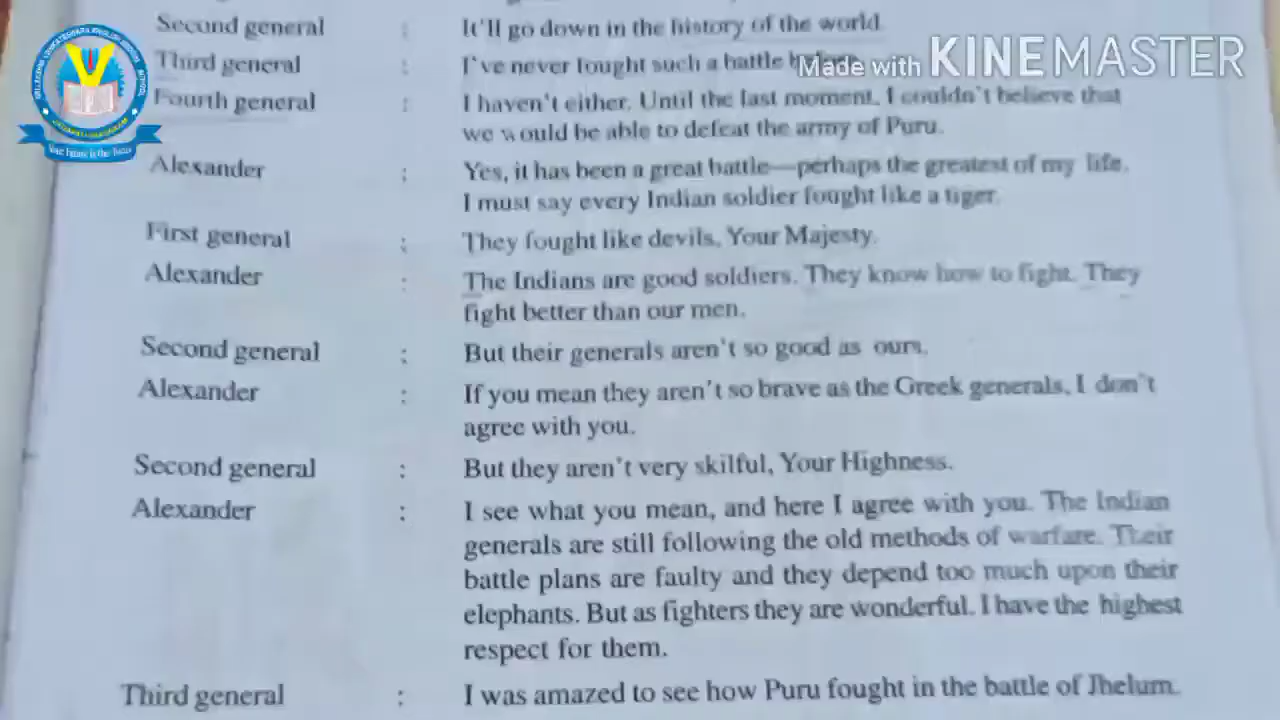 Second general : It'll go down in the history of the world.
Third general : I've never fought such a battle
Made with KINEMASTER
Fourth general : I haven't either. Until the last moment, I couldn't believe that
we would be able to defeat the army of Puru.
Alexander : Yes, it has been a great battle—perhaps the greatest of my life.
I must say every Indian soldier fought like a tiger.
First general : They fought like devils, Your Majesty.
Alexander : The Indians are good soldiers. They know how to fight. They
fight better than our men.
Second general : But their generals aren't so good as ours.
Alexander : If you mean they aren't so brave as the Greek generals, I don't
agree with you.
Second general : But they aren't very skilful, Your Highness.
Alexander : I see what you mean, and here I agree with you. The Indian
generals are still following the old methods of warfare. Their
battle plans are faulty and they depend too much upon their
elephants. But as fighters they are wonderful. I have the highest
respect for them.
Third general : I was amazed to see how Puru fought in the battle of Jhelum.